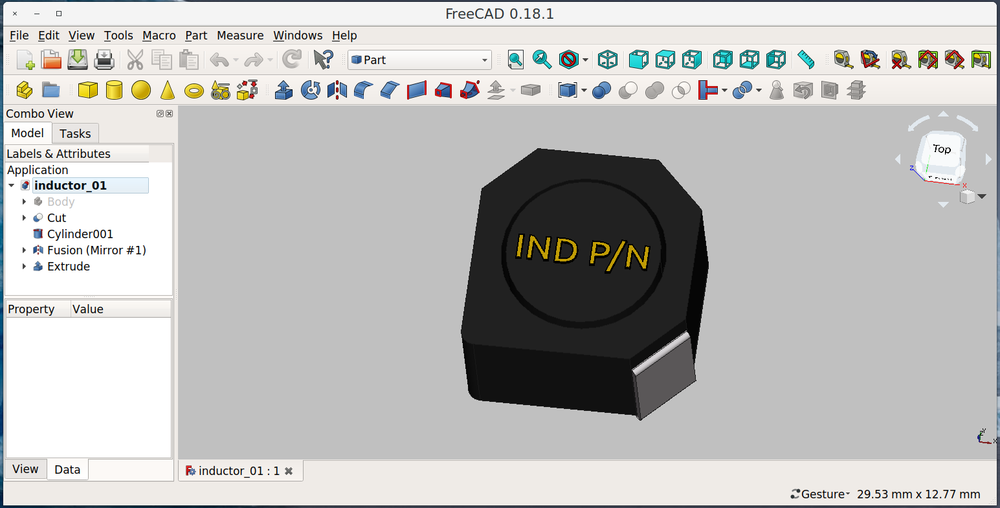 FreeCAD 0.18.1
File Edit View Tools Macro Part Measure Windows Help
Part
Combo View
Model Tasks
Labels & Attributes
Application
inductor_01
Body
Cut
Cylinder001
Fusion (Mirror #1)
Extrude
Property Value
View Data
IND P/N
Top
Z
X
Y
X
inductor_01 : 1
Gesture 29.53 mm x 12.77 mm